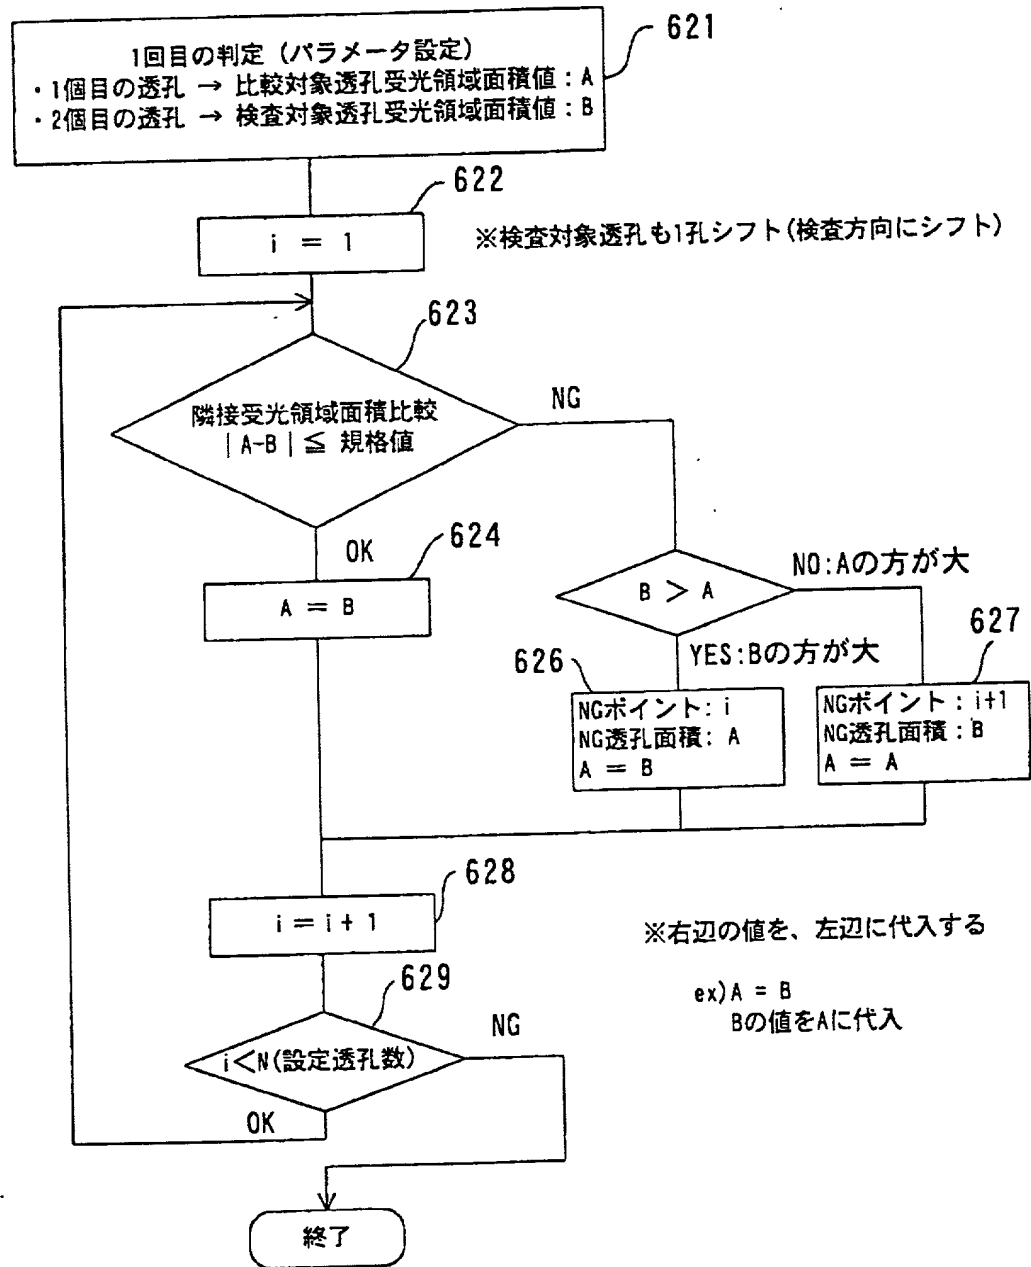 621
1回目の判定 (パラメータ設定)
・1個目の透孔 → 比較対象透孔受光領域面積値:A
・2個目の透孔 → 検査対象透孔受光領域面積値:B
622
i = 1
※検査対象透孔も1孔シフト(検査方向にシフト)
623
隣接受光領域面積比較
|A-B| ≦ 規格値
NG
OK
624
A = B
B > A
NO:Aの方が大
YES:Bの方が大
626
NGポイント: i
NG透孔面積: A
A = B
627
NGポイント: i+1
NG透孔面積:B
A = A
628
i = i + 1
※右辺の値を、左辺に代入する
ex)A = B
Bの値をAに代入
629
i<N(設定透孔数)
NG
OK
終了